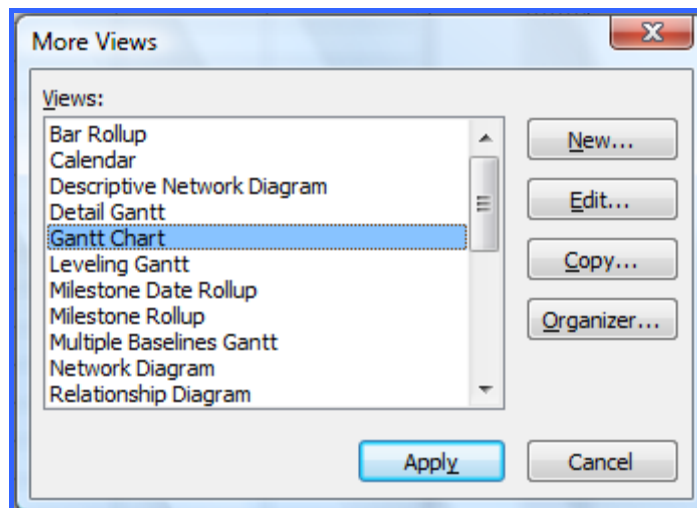 More Views
Views:
Bar Rollup
Calendar
Descriptive Network Diagram
Detail Gantt
Gantt Chart
Leveling Gantt
Milestone Date Rollup
Milestone Rollup
Multiple Baselines Gantt
Network Diagram
Relationship Diagram
New...
Edit...
Copy...
Organizer...
Apply
Cancel